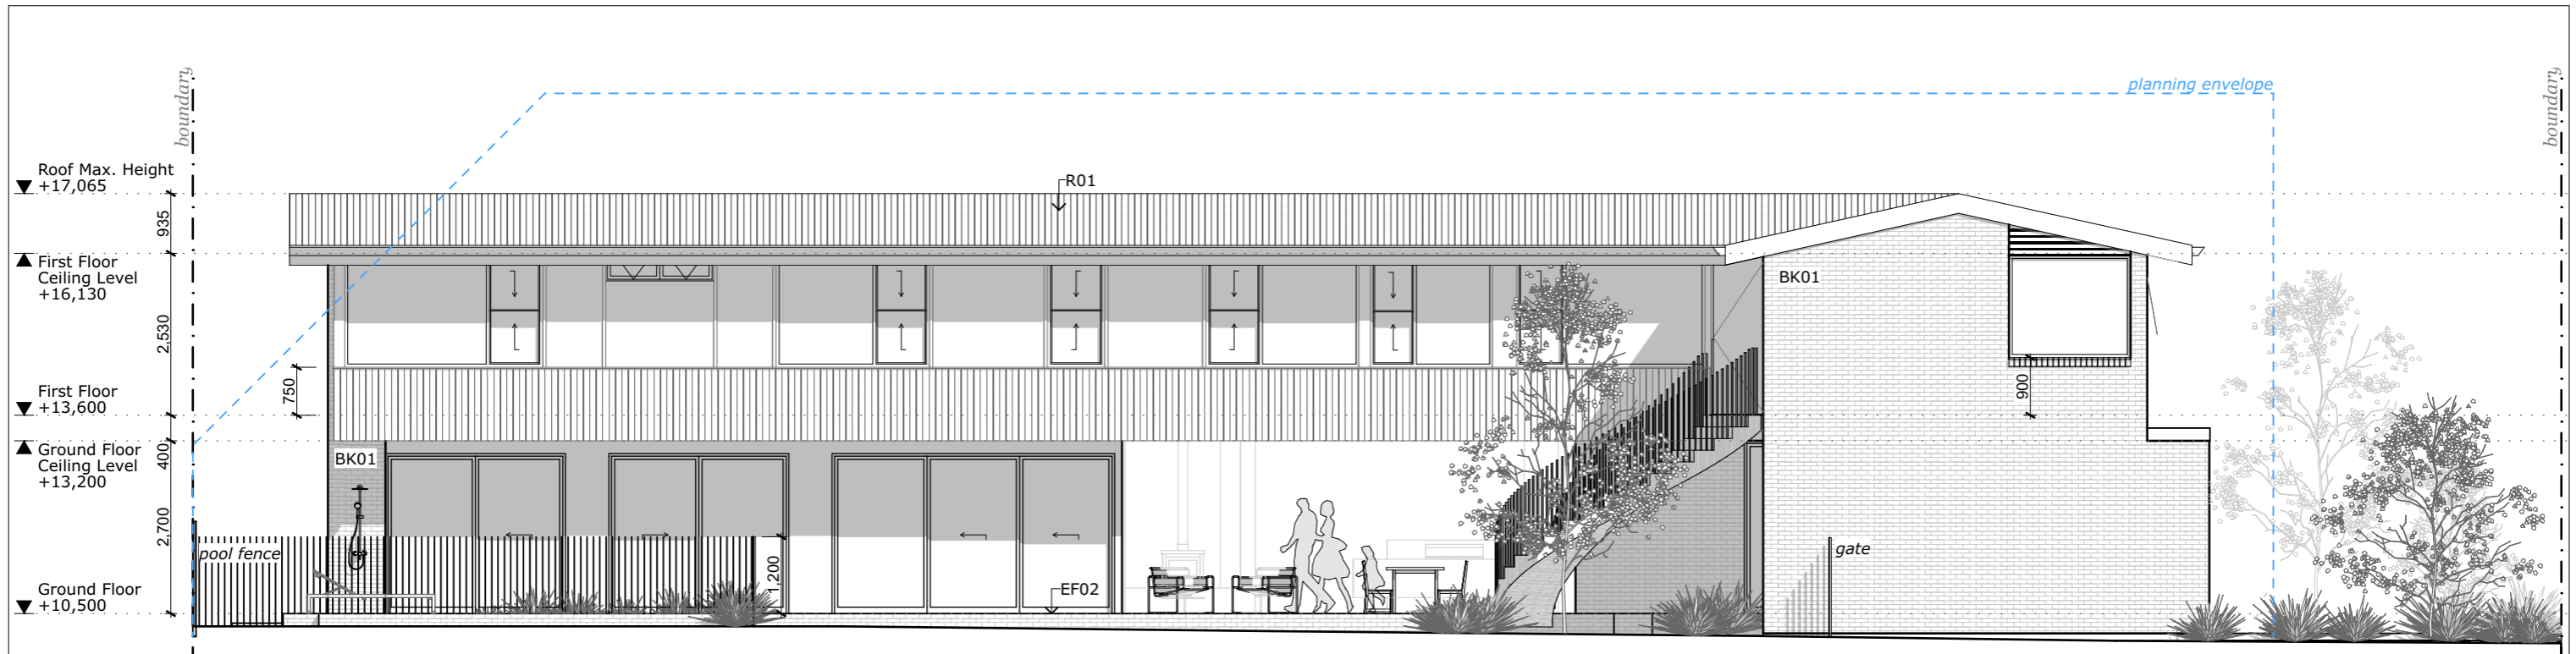 boundary
planning envelope
boundary
Roof Max. Height
+17,065
R01
935
First Floor
Ceiling Level
+16,130
BK01
2,530
750
900
First Floor
+13,600
400
Ground Floor
Ceiling Level
+13,200
BK01
2,700
pool fence
gate
1,200
Ground Floor
+10,500
EF02